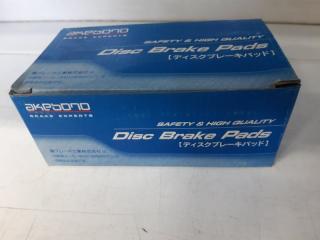 SAFETY & HIGH QUALITY
Disc Brake Pads
【ディスクブレーキパッド】
akebono
BRAKE EXPERTS
SAFETY & HIGH QUALITY
Disc Brake Pads
【ディスクブレーキパッド】
akebono
BRAKE EXPERTS